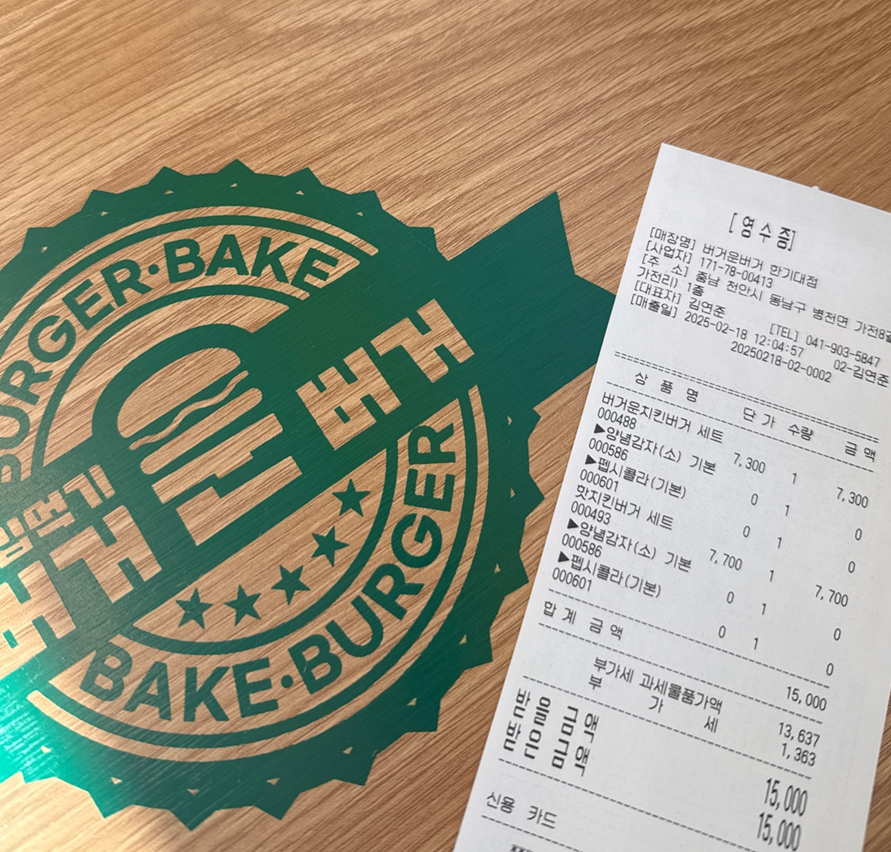 BURGER·BAKE
버거운버거
BAKE·BURGER
[영수증]
[매장명] 버거운버거 한기대점
[사업자] 171-78-00413
[주 소] 충남 천안시 동남구 병천면 가전8길
가전리) 1층
[대표자] 김연준 [TEL] 041-903-5847
[매출일] 2025-02-18 12:04:57 02-김연준
20250218-02-0002
상 품 명 단 가 수량 금 액
버거운치킨버거 세트
000488 7,300 1 7,300
▶양념감자(소) 기본
000586 0 1 0
▶펩시콜라(기본)
000601 0 1 0
핫치킨버거 세트
000493 7,700 1 7,700
▶양념감자(소) 기본
000586 0 1 0
▶펩시콜라(기본)
000601 0 1 0
합 계 금 액 15,000
부가세 과세물품가액 13,637
부 가 세 1,363
받을금액 15,000
받은금액 15,000
신용 카드